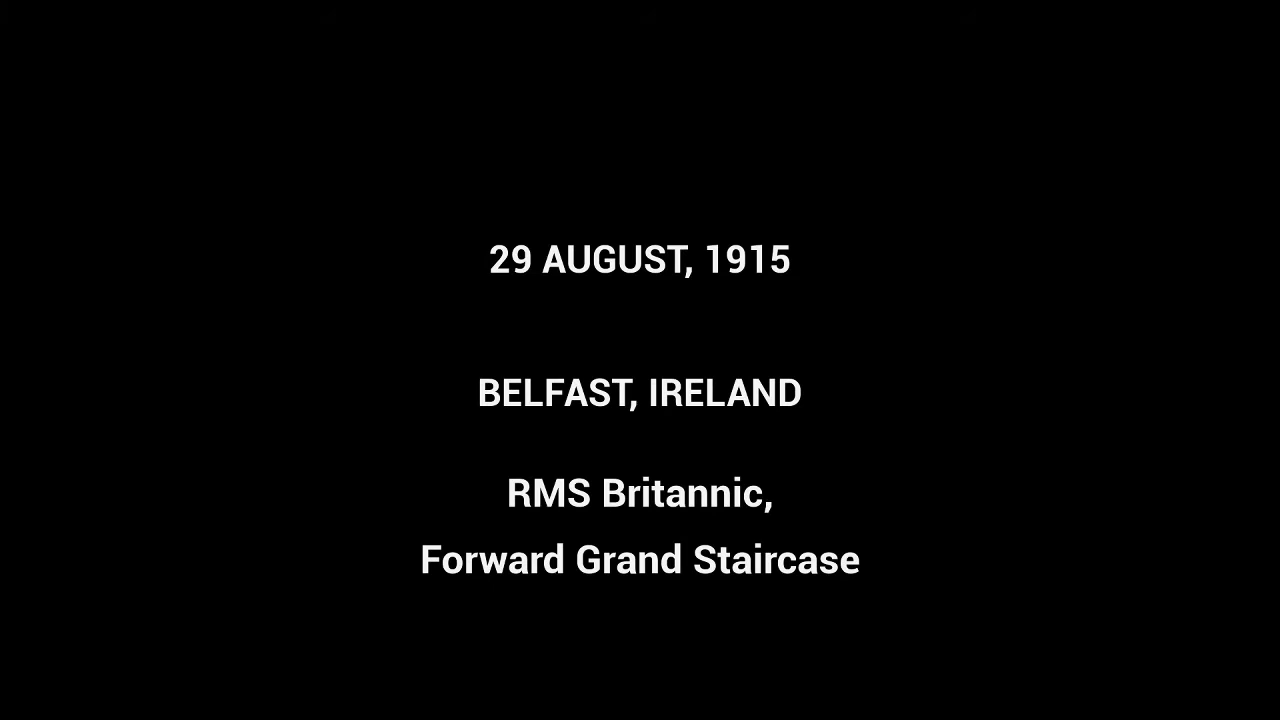 29 AUGUST, 1915
BELFAST, IRELAND
RMS Britannic,
Forward Grand Staircase